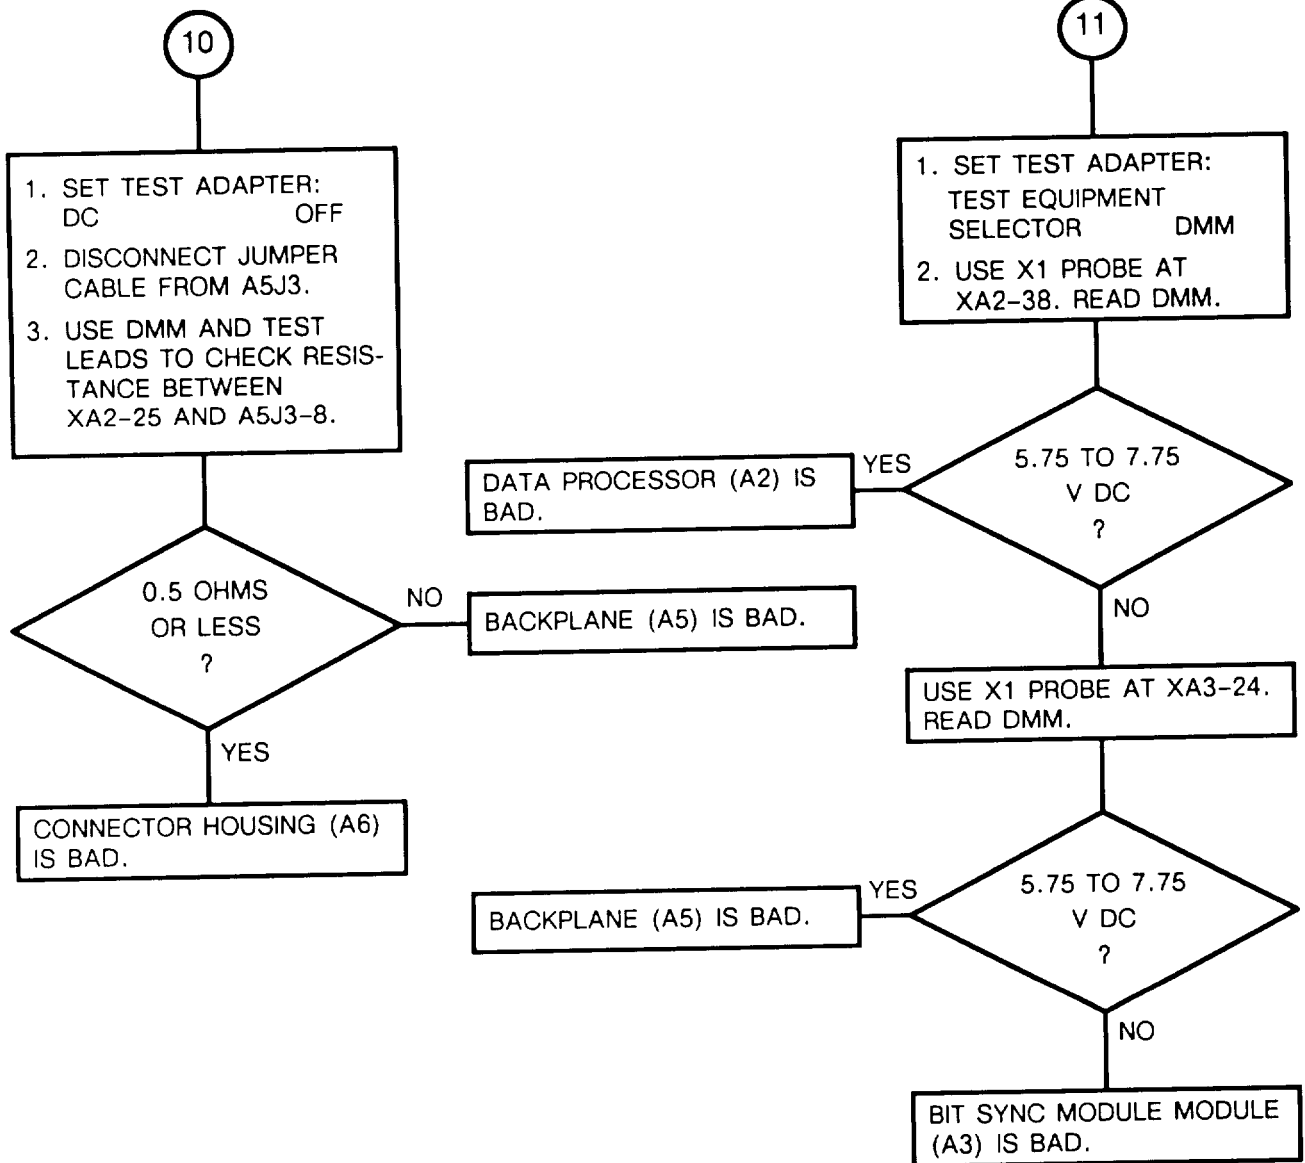 10
1. SET TEST ADAPTER:
DC OFF
2. DISCONNECT JUMPER
CABLE FROM A5J3.
3. USE DMM AND TEST
LEADS TO CHECK RESIS-
TANCE BETWEEN
XA2-25 AND A5J3-8.
0.5 OHMS
OR LESS
?
NO
BACKPLANE (A5) IS BAD.
YES
CONNECTOR HOUSING (A6)
IS BAD.
11
1. SET TEST ADAPTER:
TEST EQUIPMENT
SELECTOR DMM
2. USE X1 PROBE AT
XA2-38. READ DMM.
5.75 TO 7.75
V DC
?
YES
DATA PROCESSOR (A2) IS
BAD.
NO
USE X1 PROBE AT XA3-24.
READ DMM.
5.75 TO 7.75
V DC
?
YES
BACKPLANE (A5) IS BAD.
NO
BIT SYNC MODULE MODULE
(A3) IS BAD.